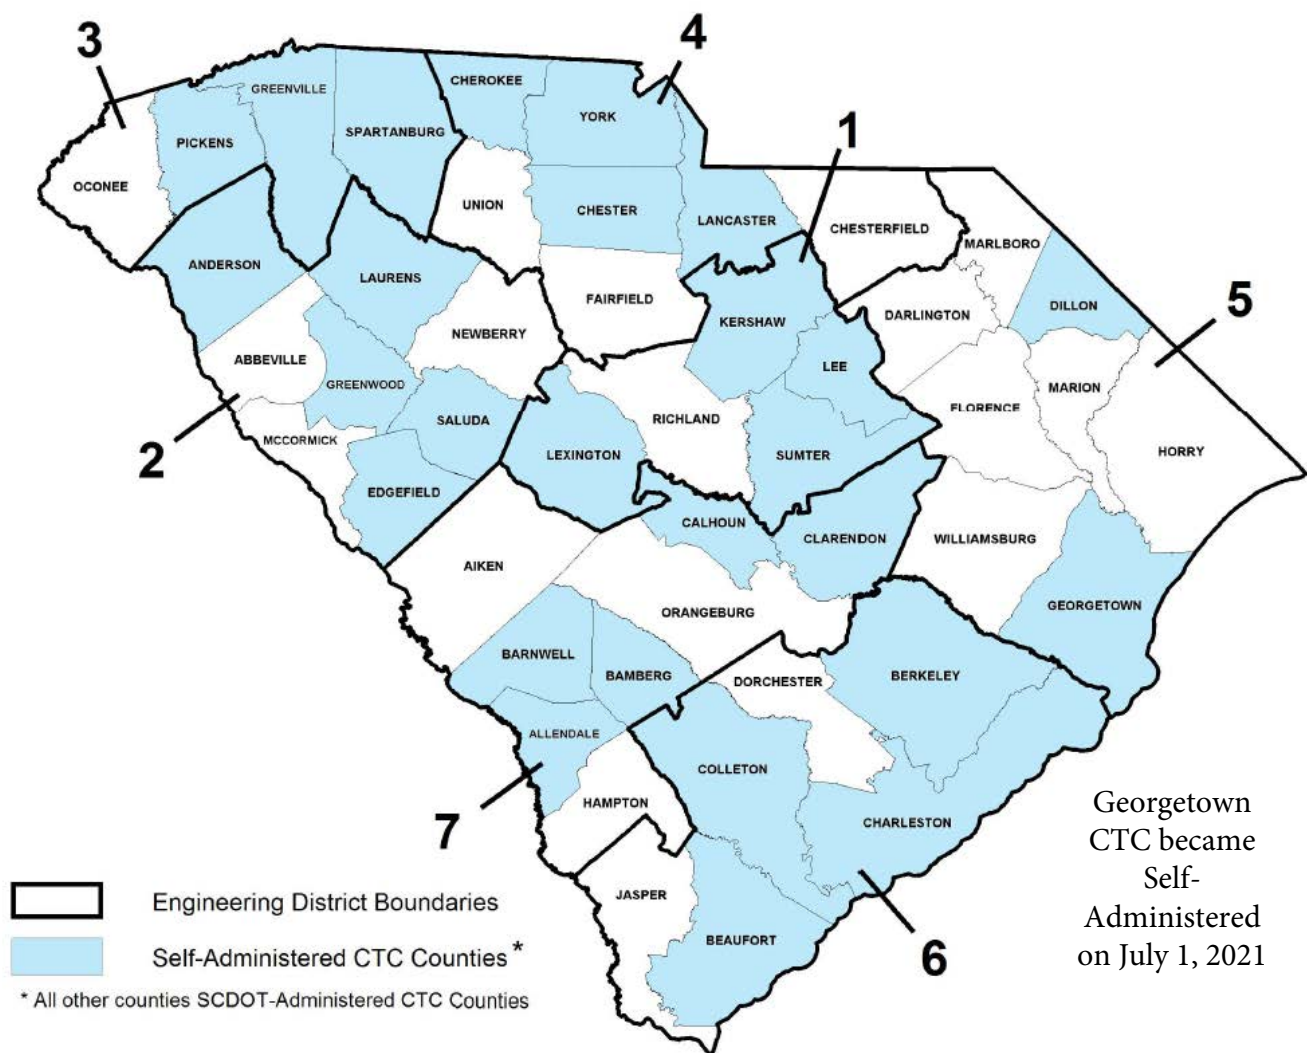 3
4
CHEROKEE
GREENVILLE
YORK
SPARTANBURG
1
PICKENS
OCONEE
UNION
CHESTER
LANCASTER
CHESTERFIELD
MARLBORO
ANDERSON
LAURENS
FAIRFIELD
DILLON
5
KERSHAW
DARLINGTON
NEWBERRY
ABBEVILLE
LEE
GREENWOOD
MARION
FLORENCE
SALUDA
RICHLAND
2
MCCORMICK
LEXINGTON
SUMTER
HORRY
EDGEFIELD
CALHOUN
CLARENDON
WILLIAMSBURG
AIKEN
ORANGEBURG
GEORGETOWN
BARNWELL
BAMBERG
DORCHESTER
BERKELEY
ALLENDALE
COLLETON
HAMPTON
CHARLESTON
7
JASPER
BEAUFORT
6
Georgetown
CTC became
Self-
Administered
on July 1, 2021
Engineering District Boundaries
Self-Administered CTC Counties *
* All other counties SCDOT-Administered CTC Counties